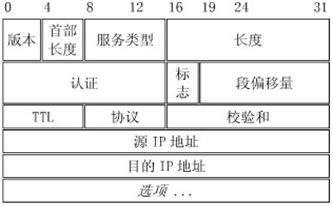 0 4 8 12 16 19 24 31
版本 首部长度 服务类型 长度
认证 标志 段偏移量
TTL 协议 校验和
源 IP 地址
目的 IP 地址
选项 ...